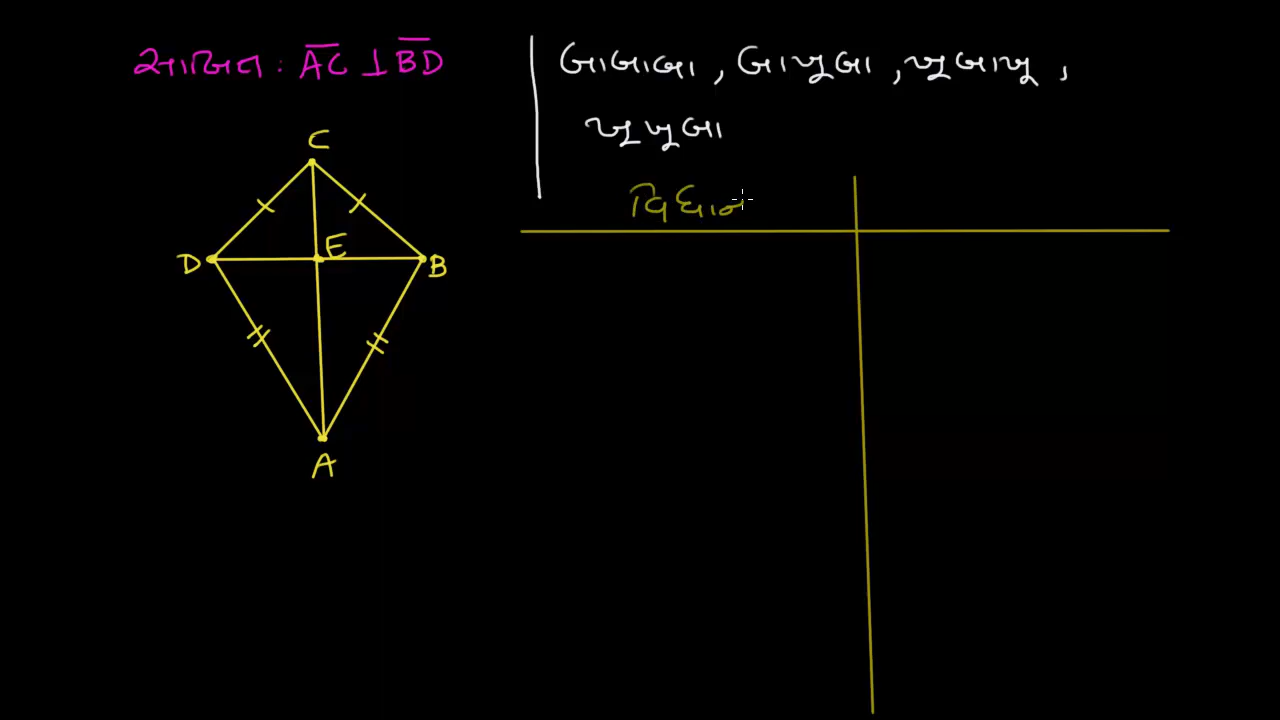 સાબિત : AC ⊥ BD
બાબાબા , બાખૂબા , ખૂબાખૂ ,
ખૂખૂબા
વિધાન
C
E
D
B
A